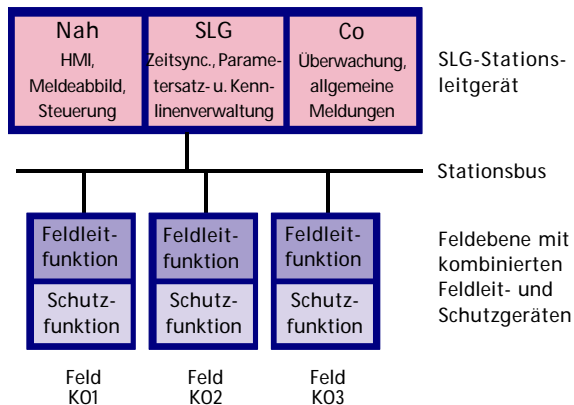 Nah
HMI,
Meldeabbild,
Steuerung
SLG
Zeitsync., Parame-
tersatz- u. Kenn-
linenverwaltung
Co
Überwachung,
allgemeine
Meldungen
SLG-Stations-
leitgerät
Stationsbus
Feldleit-
funktion
Schutz-
funktion
Feldleit-
funktion
Schutz-
funktion
Feldleit-
funktion
Schutz-
funktion
Feldebene mit
kombinierten
Feldleit- und
Schutzgeräten
Feld
K01
Feld
K02
Feld
K03